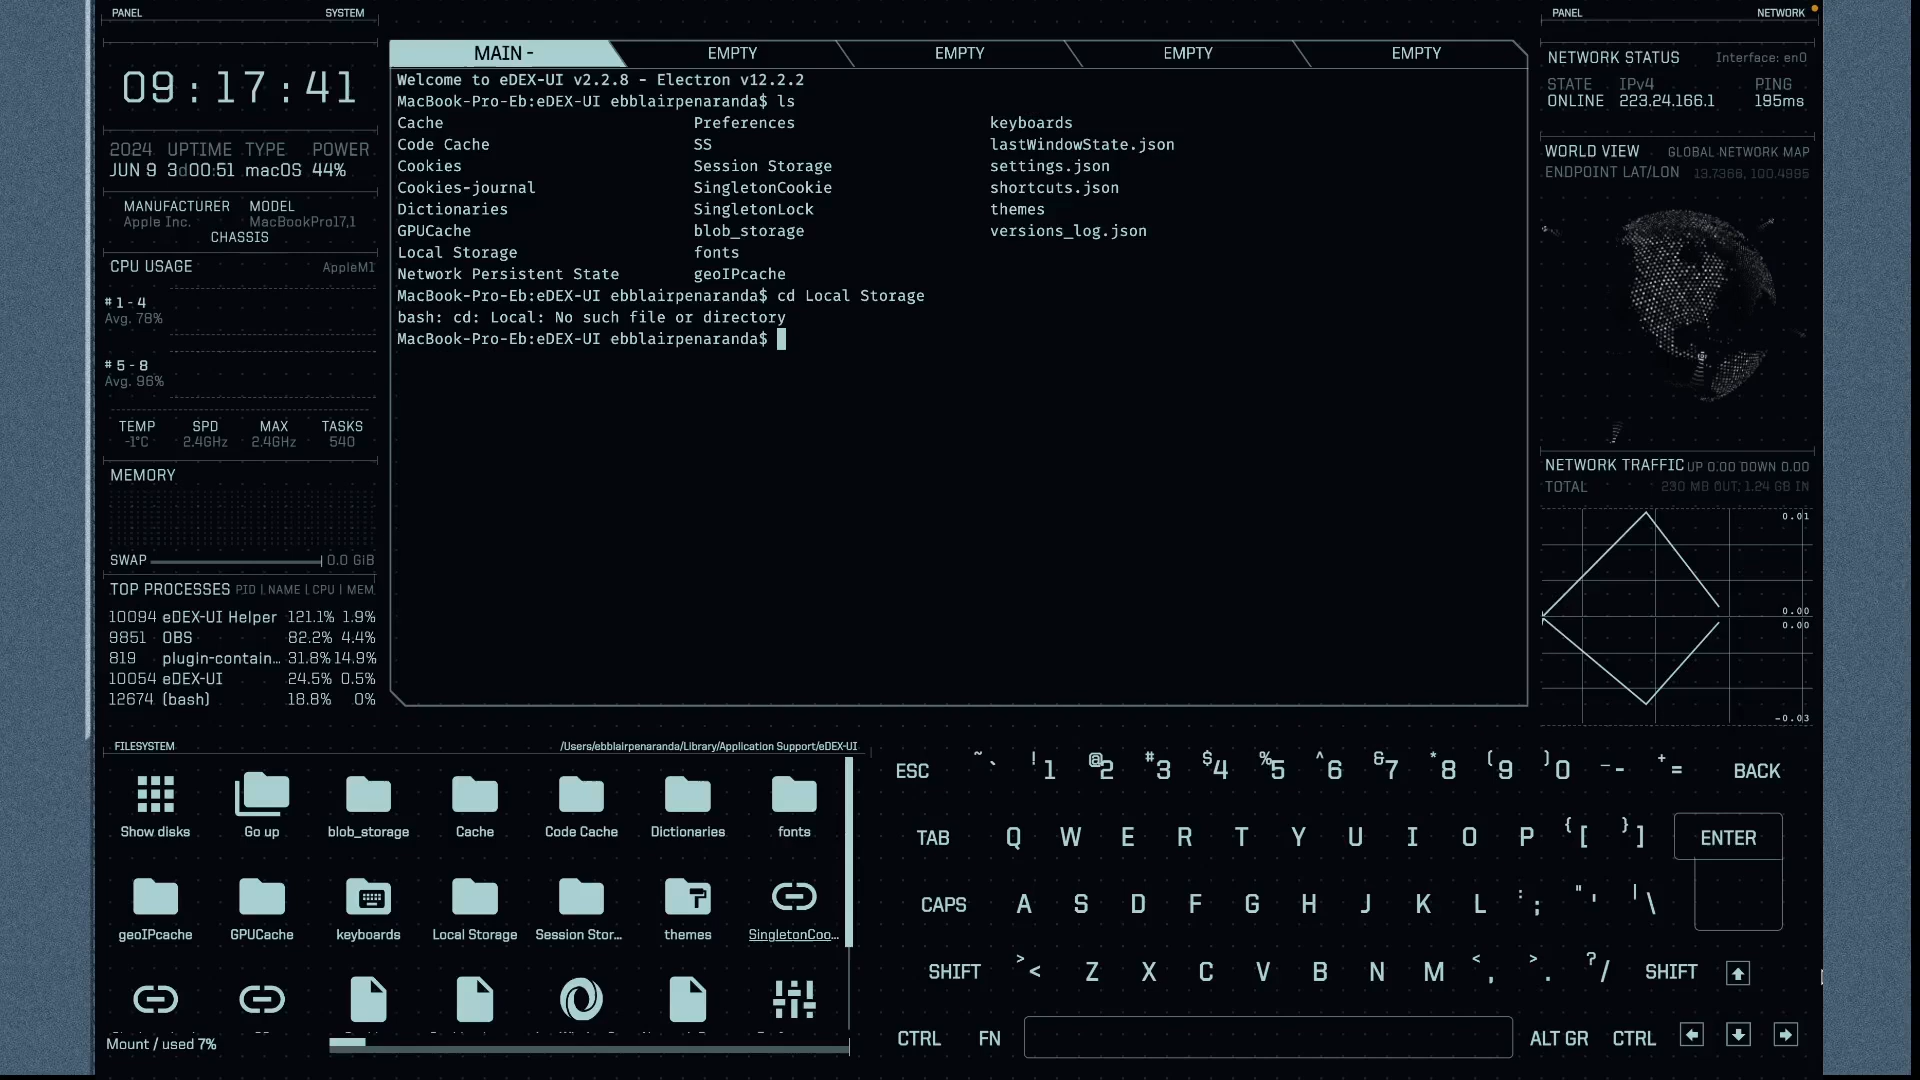 PANEL SYSTEM
09:17:41
2024 UPTIME TYPE POWER
JUN 9 3d00:51 macOS 44%
MANUFACTURER MODEL
Apple Inc. MacBookPro17,1
CHASSIS
CPU USAGE AppleM1
# 1 - 4
Avg. 78%
# 5 - 8
Avg. 96%
TEMP SPD MAX TASKS
-1°C 2.4GHz 2.4GHz 540
MEMORY
SWAP 0.0 GiB
TOP PROCESSES PID | NAME | CPU | MEM
10094 eDEX-UI Helper 121.1% 1.9%
9851 OBS 82.2% 4.4%
819 plugin-contain... 31.8% 14.9%
10054 eDEX-UI 24.5% 0.5%
12674 (bash) 18.8% 0%
MAIN - EMPTY EMPTY EMPTY EMPTY
Welcome to eDEX-UI v2.2.8 - Electron v12.2.2
MacBook-Pro-Eb:eDEX-UI ebblairpenaranda$ ls
Cache Preferences keyboards
Code Cache SS lastWindowState.json
Cookies Session Storage settings.json
Cookies-journal SingletonCookie shortcuts.json
Dictionaries SingletonLock themes
GPUCache blob_storage versions_log.json
Local Storage fonts
Network Persistent State geoIPcache
MacBook-Pro-Eb:eDEX-UI ebblairpenaranda$ cd Local Storage
bash: cd: Local: No such file or directory
MacBook-Pro-Eb:eDEX-UI ebblairpenaranda$
PANEL NETWORK
NETWORK STATUS Interface: en0
STATE IPv4 PING
ONLINE 223.24.166.1 195ms
WORLD VIEW GLOBAL NETWORK MAP
ENDPOINT LAT/LON 13.7369, 100.4995
NETWORK TRAFFIC UP 0.00 DOWN 0.00
TOTAL 230 MB OUT, 1.24 GB IN
0.01
0.00
0.00
-0.03
FILESYSTEM /Users/ebblairpenaranda/Library/Application Support/eDEX-UI
Show disks Go up blob_storage Cache Code Cache Dictionaries fonts
geoIPcache GPUCache keyboards Local Storage Session Stor... themes SingletonCoo...
Mount / used 7%
ESC ~ ` ! 1 @ 2 # 3 $ 4 % 5 ^ 6 & 7 * 8 ( 9 ) 0 _ - + = BACK
TAB Q W E R T Y U I O P { [ } ] ENTER
CAPS A S D F G H J K L : ; " ' | \
SHIFT > < Z X C V B N M < , > . ? / SHIFT
CTRL FN ALT GR CTRL